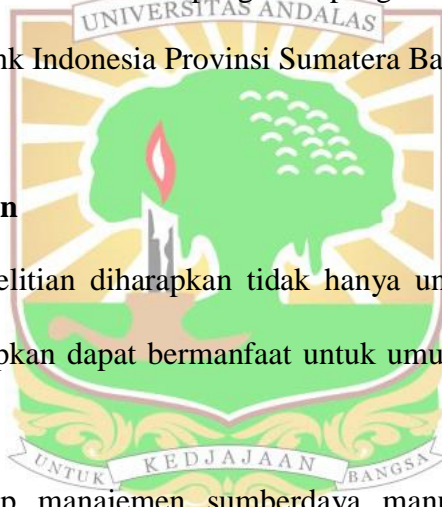 UNIVERSITAS ANDALAS
nk Indonesia Provinsi Sumatera Ba
n
elitian diharapkan tidak hanya un
pkan dapat bermanfaat untuk umu
UNTUK KEDJAJAAN BANGSA
p manajemen sumberdaya manu